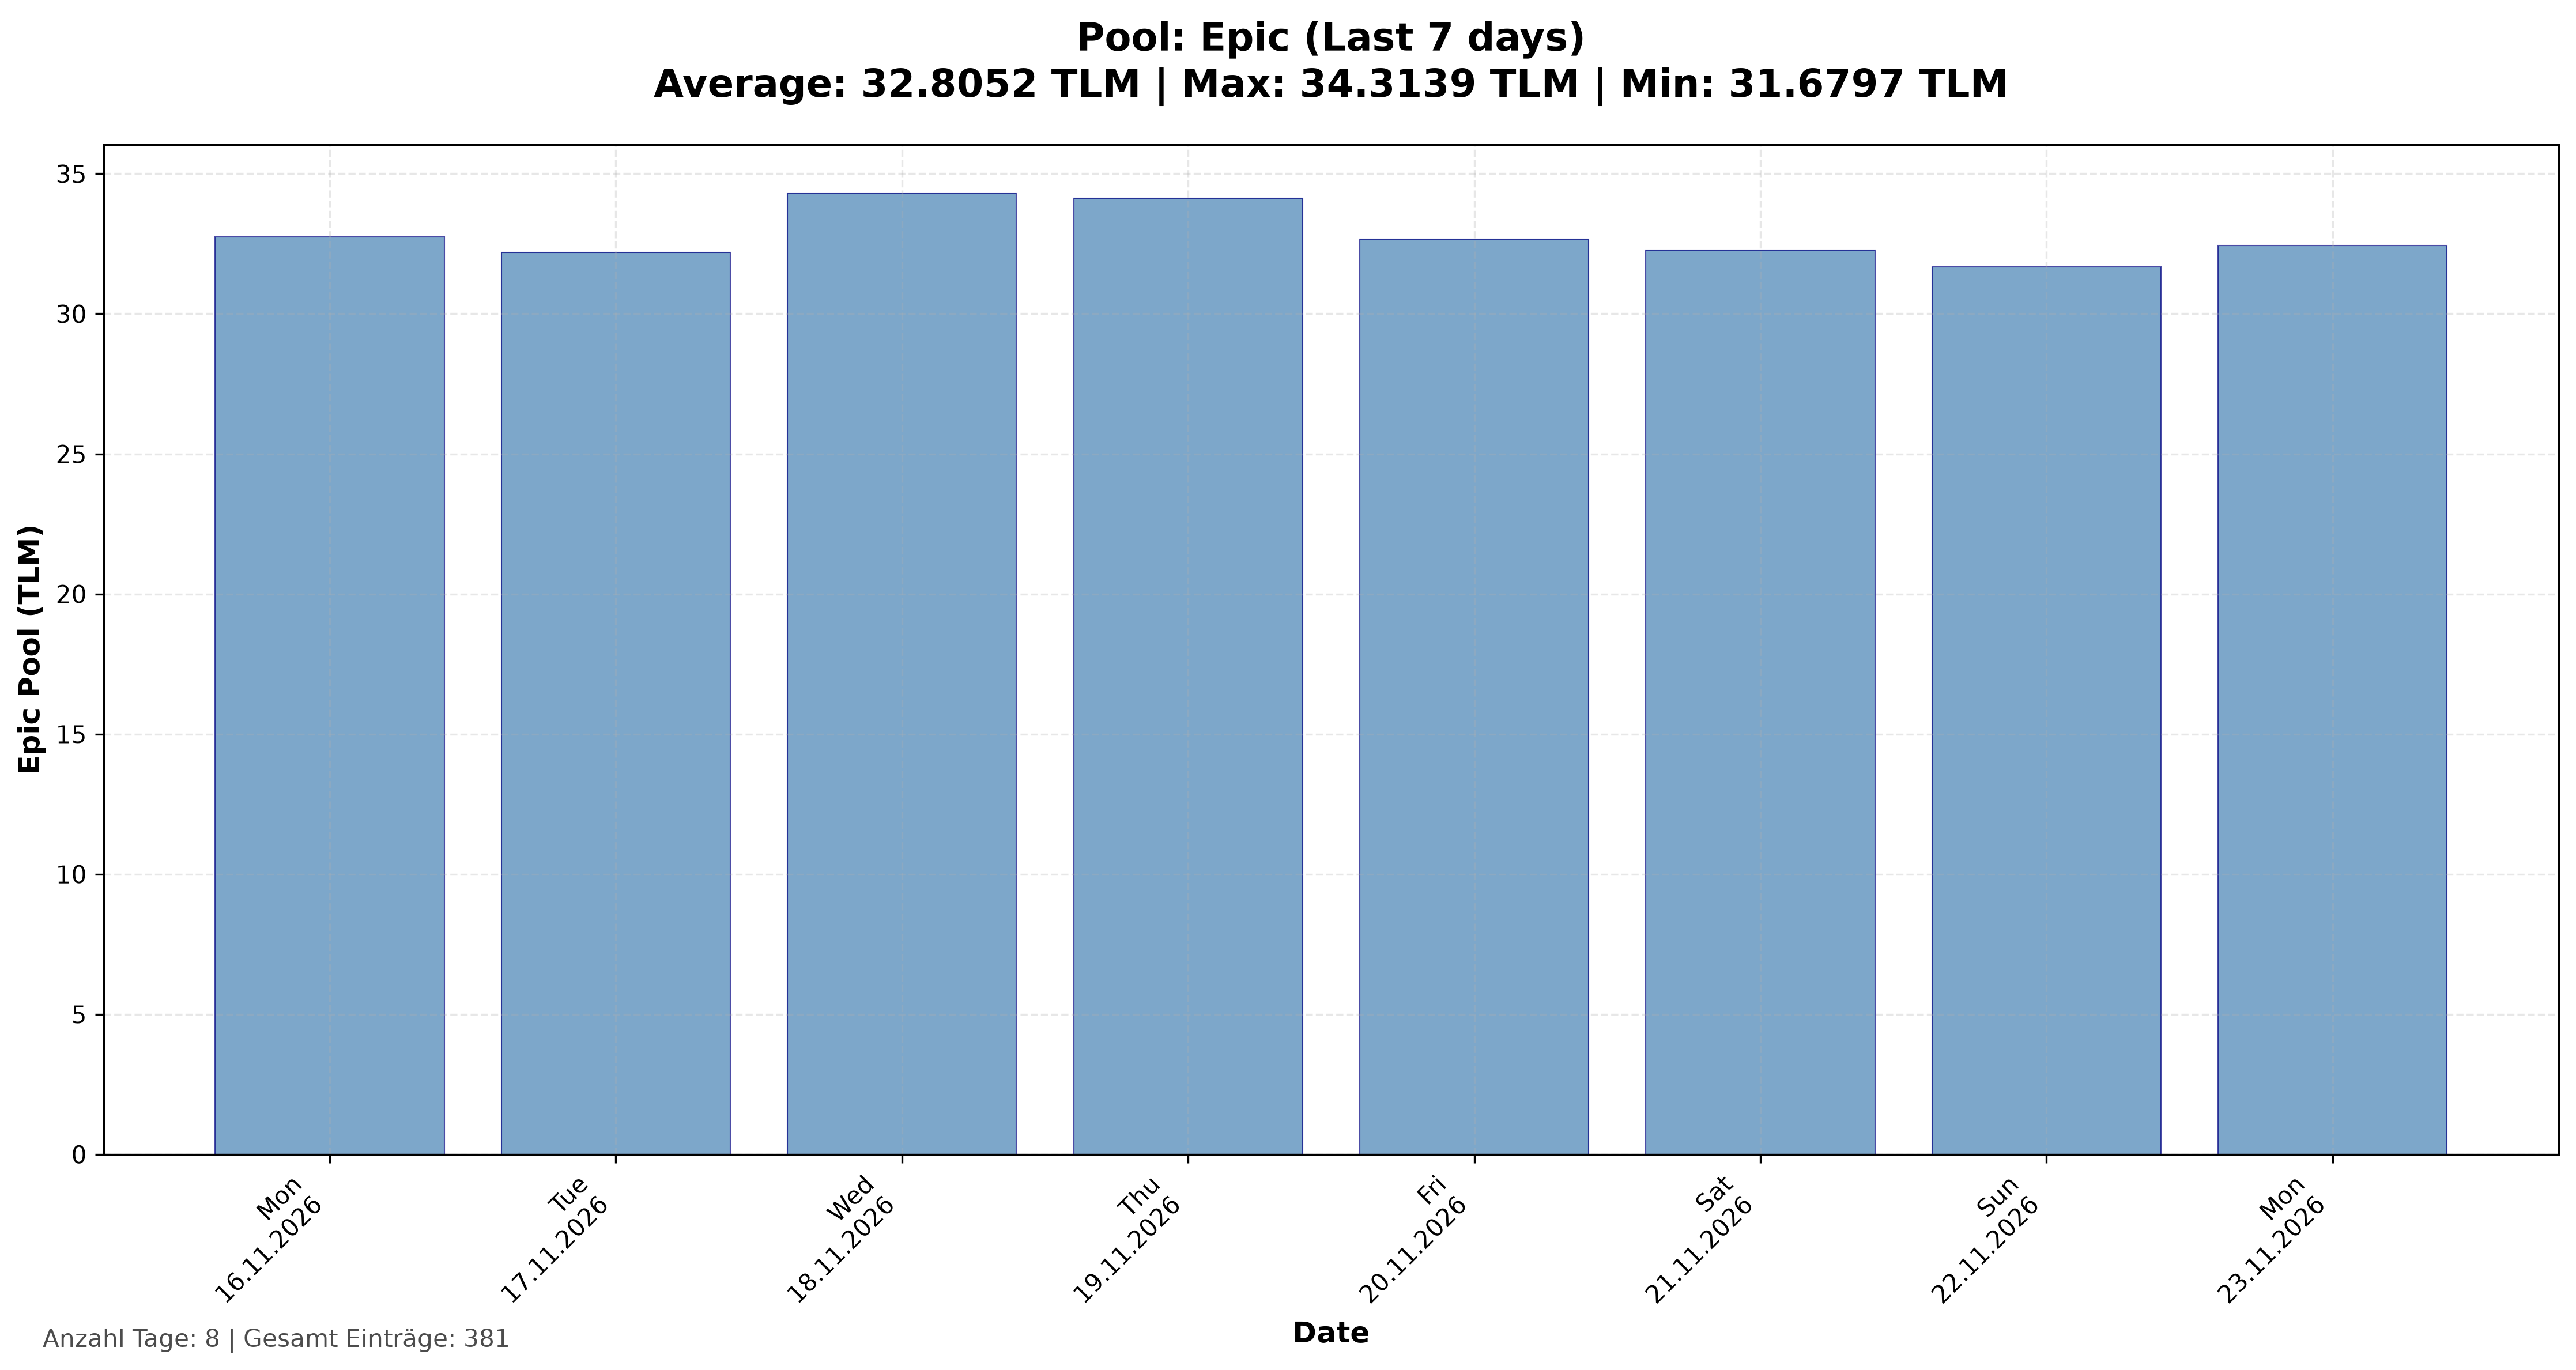 Pool: Epic (Last 7 days)
Average: 32.8052 TLM | Max: 34.3139 TLM | Min: 31.6797 TLM
Epic Pool (TLM)
35
30
25
20
15
10
5
0
Mon
16.11.2026
Tue
17.11.2026
Wed
18.11.2026
Thu
19.11.2026
Fri
20.11.2026
Sat
21.11.2026
Sun
22.11.2026
Mon
23.11.2026
Date
Anzahl Tage: 8 | Gesamt Einträge: 381